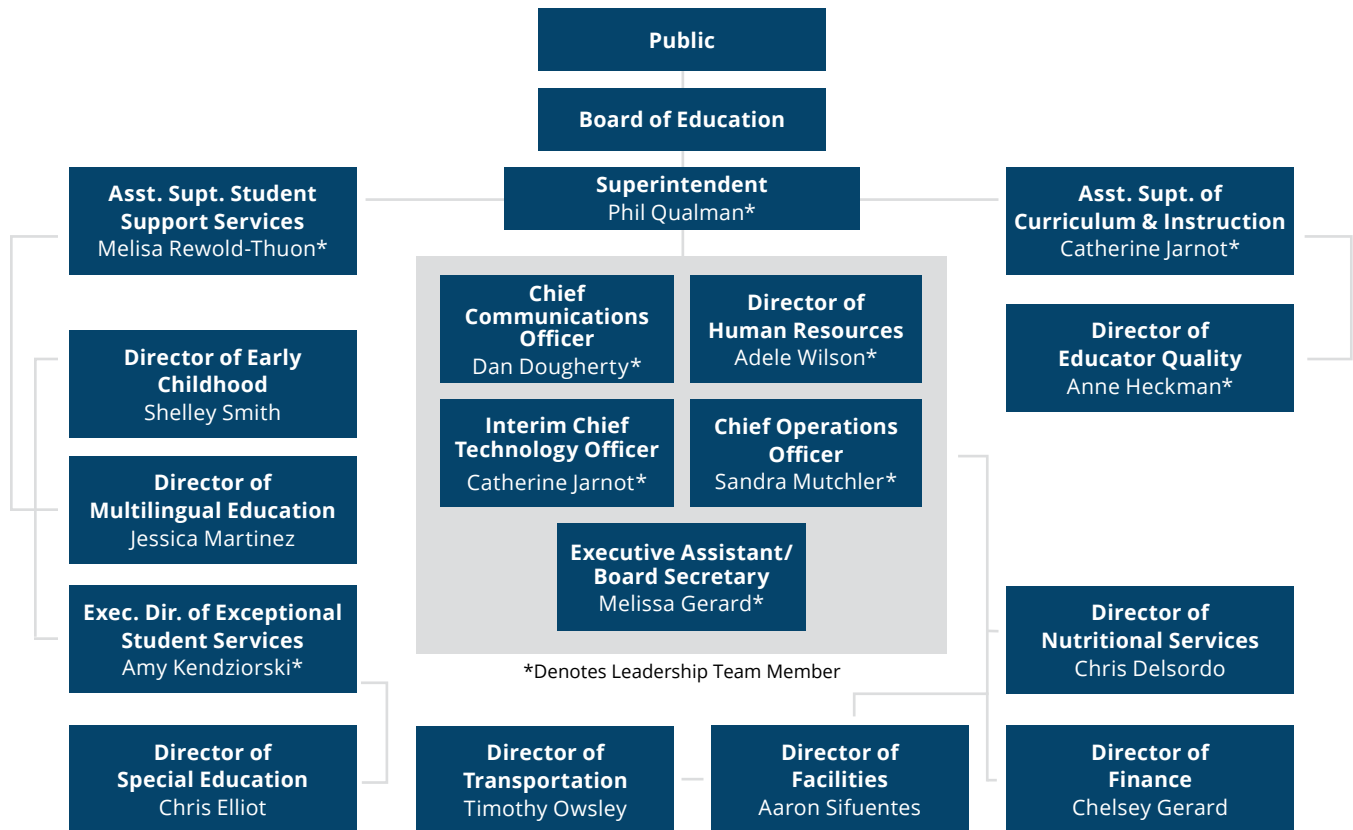 Public
Board of Education
Superintendent
Phil Qualman*
Asst. Supt. Student
Support Services
Melisa Rewold-Thuon*
Asst. Supt. of
Curriculum & Instruction
Catherine Jarnot*
Chief
Communications
Officer
Dan Dougherty*
Director of
Human Resources
Adele Wilson*
Director of
Educator Quality
Anne Heckman*
Director of Early
Childhood
Shelley Smith
Interim Chief
Technology Officer
Catherine Jarnot*
Chief Operations
Officer
Sandra Mutchler*
Director of
Multilingual Education
Jessica Martinez
Executive Assistant/
Board Secretary
Melissa Gerard*
Exec. Dir. of Exceptional
Student Services
Amy Kendziorski*
Director of
Nutritional Services
Chris Delsordo
*Denotes Leadership Team Member
Director of
Special Education
Chris Elliot
Director of
Transportation
Timothy Owsley
Director of
Facilities
Aaron Sifuentes
Director of
Finance
Chelsey Gerard